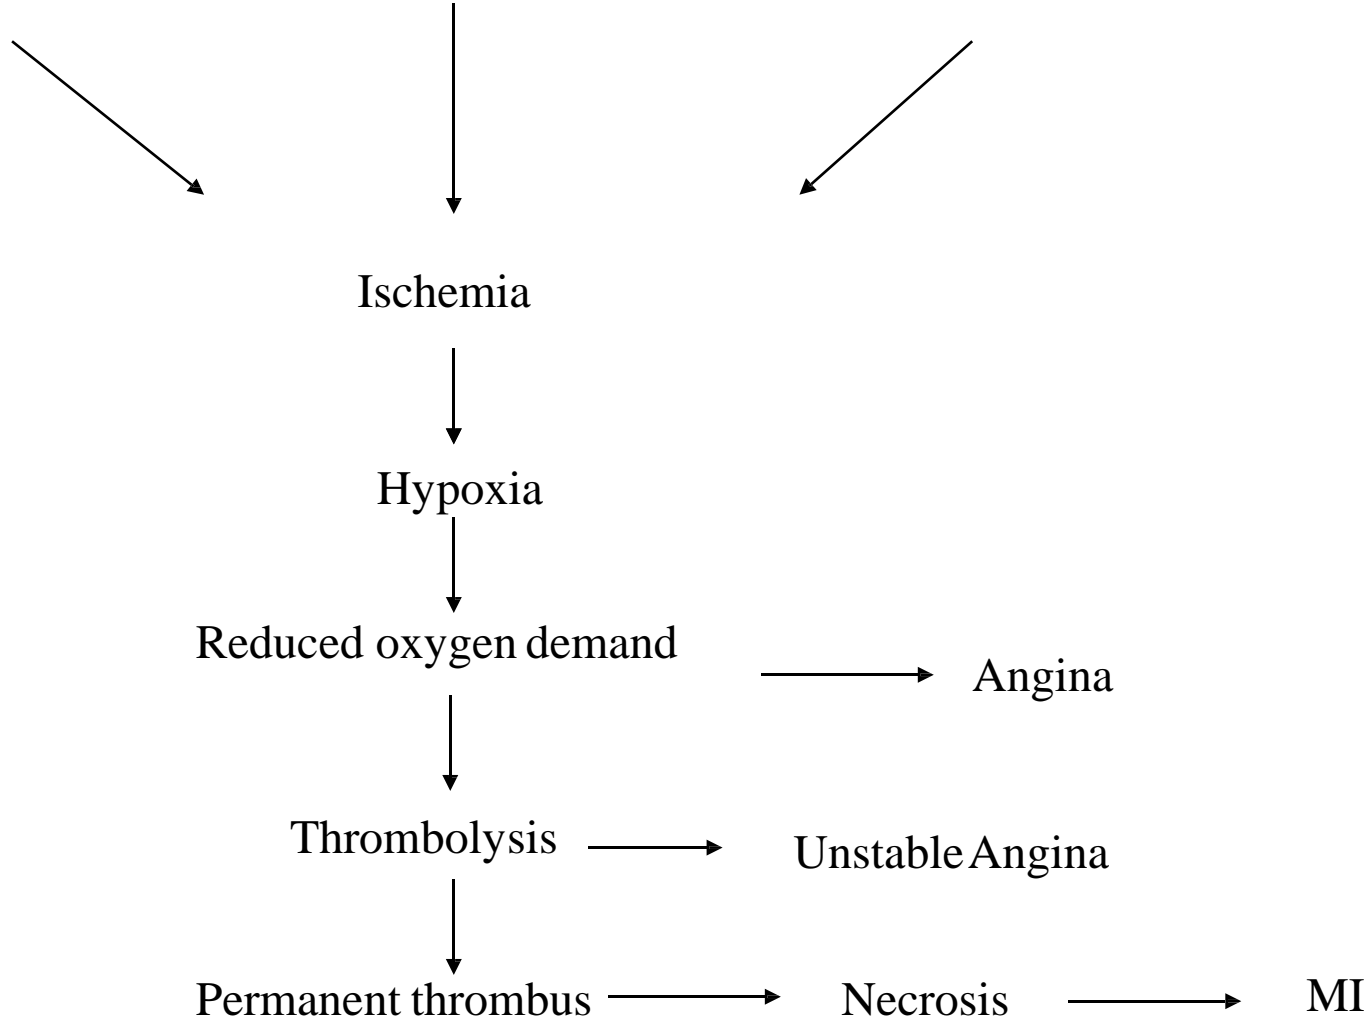 Ischemia
Hypoxia
Reduced oxygen demand
Angina
Thrombolysis
Unstable Angina
Permanent thrombus
Necrosis
MI